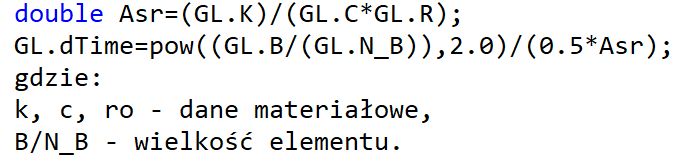 double Asr=(GL.K)/(GL.C*GL.R);
GL.dTime=pow((GL.B/(GL.N_B)),2.0)/(0.5*Asr);
gdzie:
k, c, ro - dane materiałowe,
B/N_B - wielkość elementu.